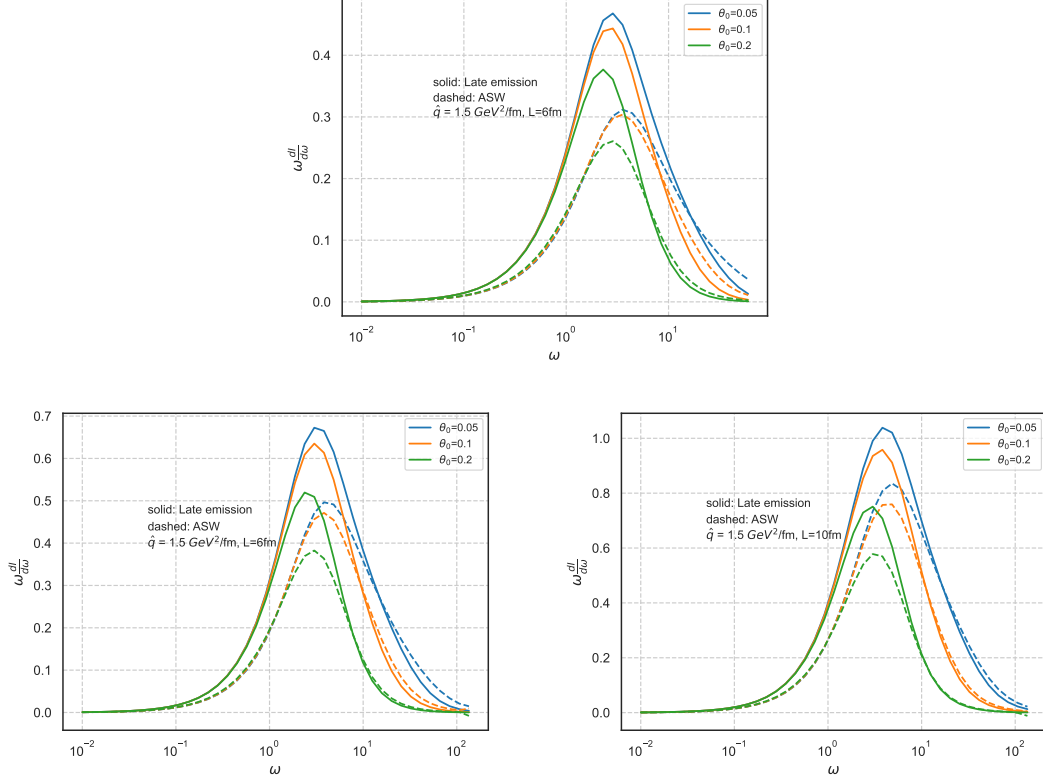 0.4
0.3
0.2
0.1
0.0
ω dI/dω
solid: Late emission
dashed: ASW
q̂ = 1.5 GeV²/fm, L=6fm
θ₀=0.05
θ₀=0.1
θ₀=0.2
10⁻² 10⁻¹ 10⁰ 10¹
ω
0.7
0.6
0.5
0.4
0.3
0.2
0.1
0.0
ω dI/dω
solid: Late emission
dashed: ASW
q̂ = 1.5 GeV²/fm, L=6fm
θ₀=0.05
θ₀=0.1
θ₀=0.2
10⁻² 10⁻¹ 10⁰ 10¹ 10²
ω
1.0
0.8
0.6
0.4
0.2
0.0
ω dI/dω
solid: Late emission
dashed: ASW
q̂ = 1.5 GeV²/fm, L=10fm
θ₀=0.05
θ₀=0.1
θ₀=0.2
10⁻² 10⁻¹ 10⁰ 10¹ 10²
ω